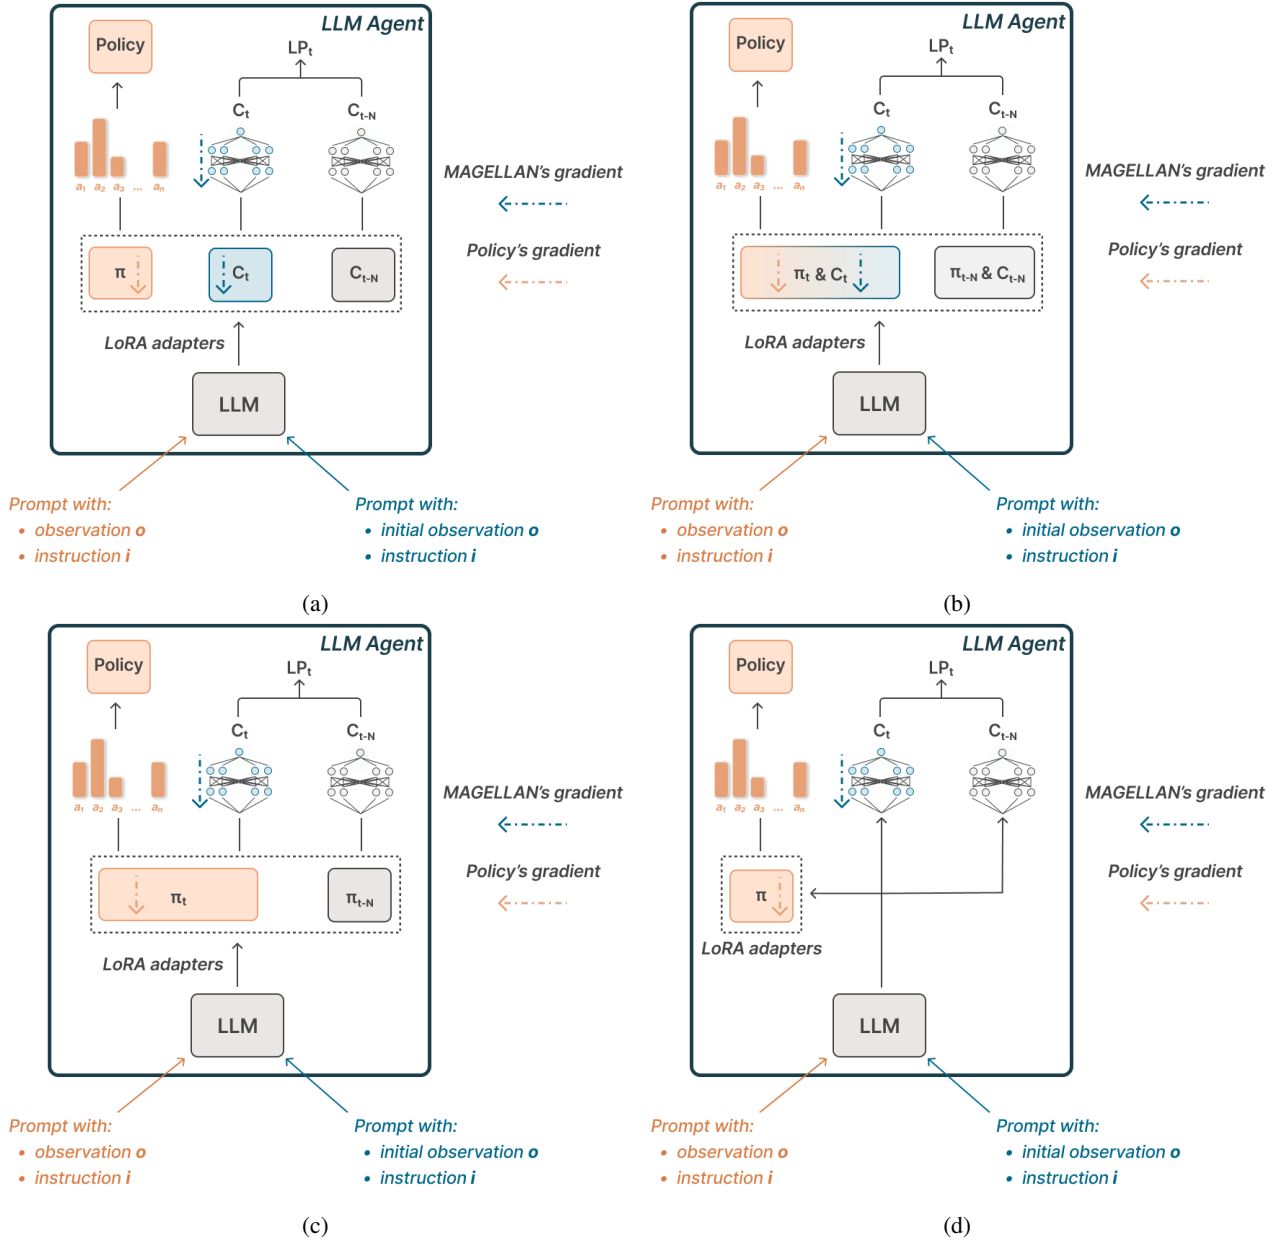 LLM Agent
Policy
LPt
Ct
Ct-N
a1 a2 a3 ... an
MAGELLAN's gradient
Policy's gradient
π
Ct
Ct-N
LoRA adapters
LLM
Prompt with:
• observation o
• instruction i
Prompt with:
• initial observation o
• instruction i
(a)
LLM Agent
Policy
LPt
Ct
Ct-N
a1 a2 a3 ... an
MAGELLAN's gradient
Policy's gradient
πt & Ct
πt-N & Ct-N
LoRA adapters
LLM
Prompt with:
• observation o
• instruction i
Prompt with:
• initial observation o
• instruction i
(b)
LLM Agent
Policy
LPt
Ct
Ct-N
a1 a2 a3 ... an
MAGELLAN's gradient
Policy's gradient
πt
πt-N
LoRA adapters
LLM
Prompt with:
• observation o
• instruction i
Prompt with:
• initial observation o
• instruction i
(c)
LLM Agent
Policy
LPt
Ct
Ct-N
a1 a2 a3 ... an
MAGELLAN's gradient
Policy's gradient
π
LoRA adapters
LLM
Prompt with:
• observation o
• instruction i
Prompt with:
• initial observation o
• instruction i
(d)